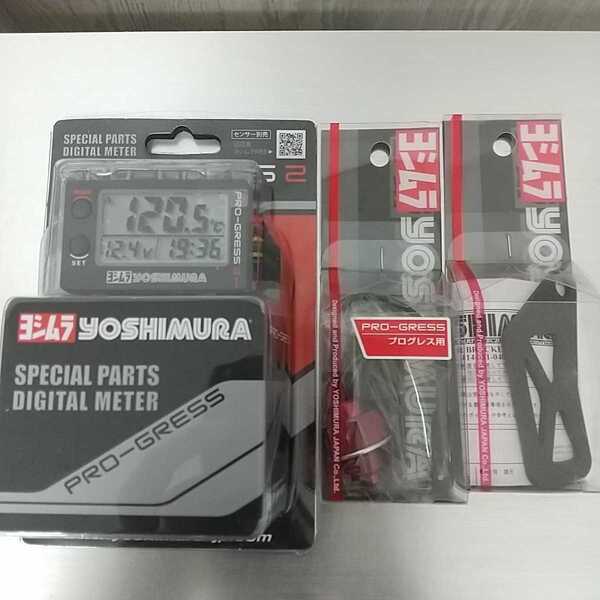 SPECIAL PARTS
DIGITAL METER
センサー別売
S 2
120.5℃
12.4V 19:36
SET
PRO-GRESS
ヨシムラ YOSHIMURA
ヨシムラ YOSHIMURA
SPECIAL PARTS
DIGITAL METER
PRO-GRESS
ヨシムラ YO
Designed and Produced by YOSHIMURA JAPAN Co.,Ltd.
PRO-GRESS
プログレス用
ヨシムラ YOS
Designed and Produced by YOSHIMURA JAPAN Co.,Ltd.